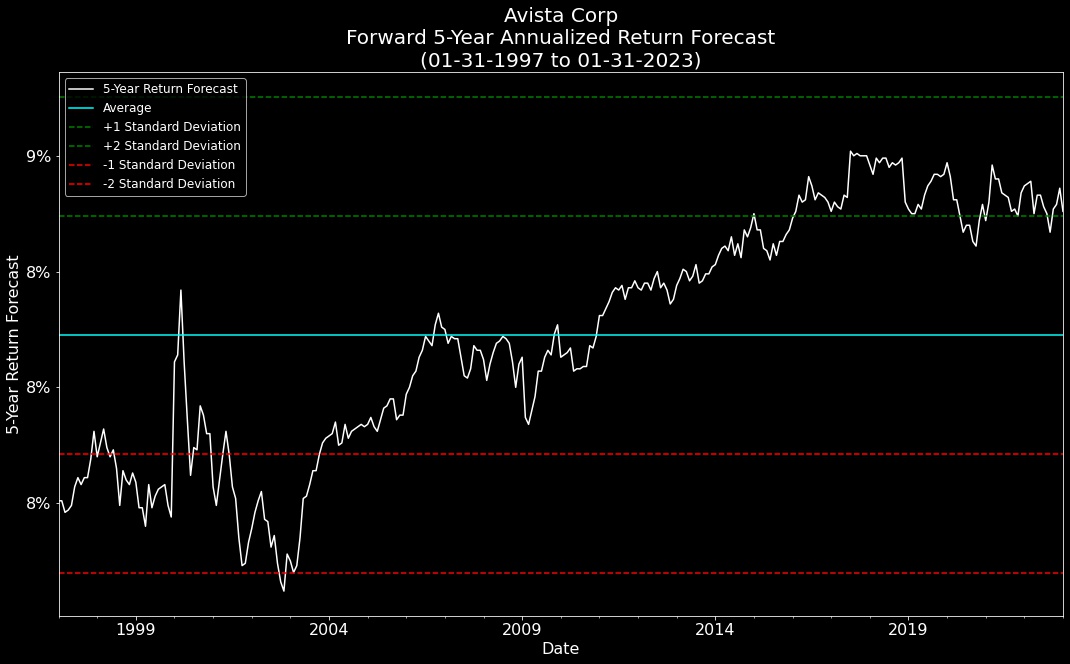 Avista Corp
Forward 5-Year Annualized Return Forecast
(01-31-1997 to 01-31-2023)
5-Year Return Forecast
Average
+1 Standard Deviation
+2 Standard Deviation
-1 Standard Deviation
-2 Standard Deviation
5-Year Return Forecast
9%
8%
8%
8%
1999
2004
2009
2014
2019
Date